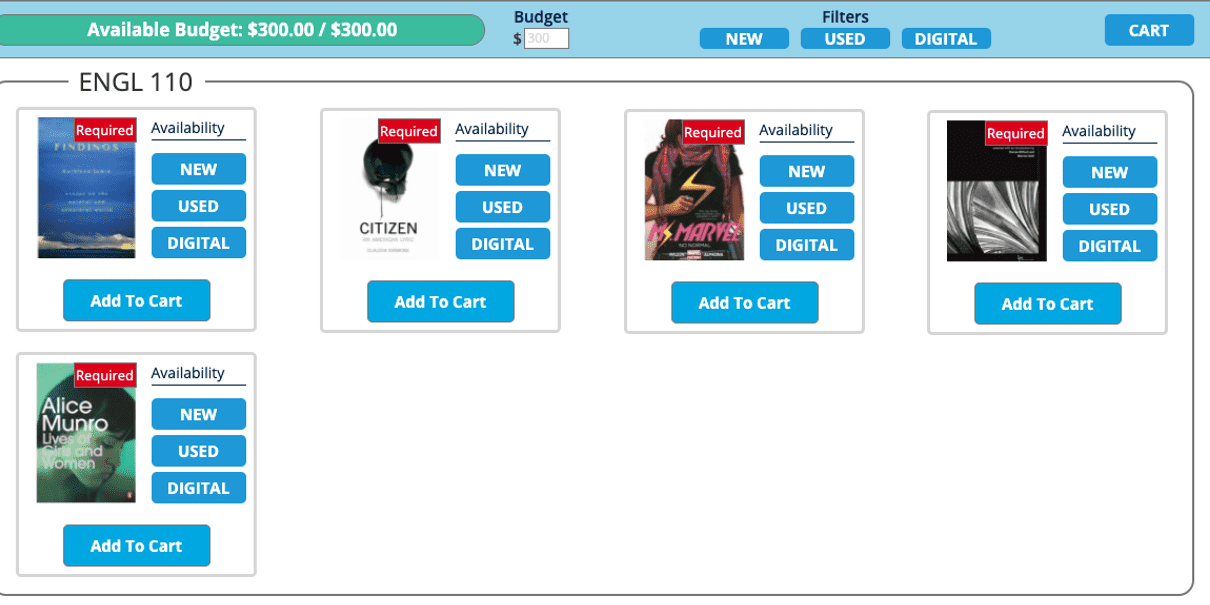 Available Budget: $300.00 / $300.00
Budget
$ 300
Filters
NEW USED DIGITAL
CART
ENGL 110
Required
FINDINGS
Availability
NEW
USED
DIGITAL
Add To Cart
Required
CITIZEN
AN AMERICAN LYRIC
CLAUDIA RANKINE
Availability
NEW
USED
DIGITAL
Add To Cart
Required
MS. MARVEL
NO NORMAL
WILSON MARVEL ALPHONA
Availability
NEW
USED
DIGITAL
Add To Cart
Required
Availability
NEW
USED
DIGITAL
Add To Cart
Required
Alice
Munro
Lives of
Girls and
Women
Availability
NEW
USED
DIGITAL
Add To Cart